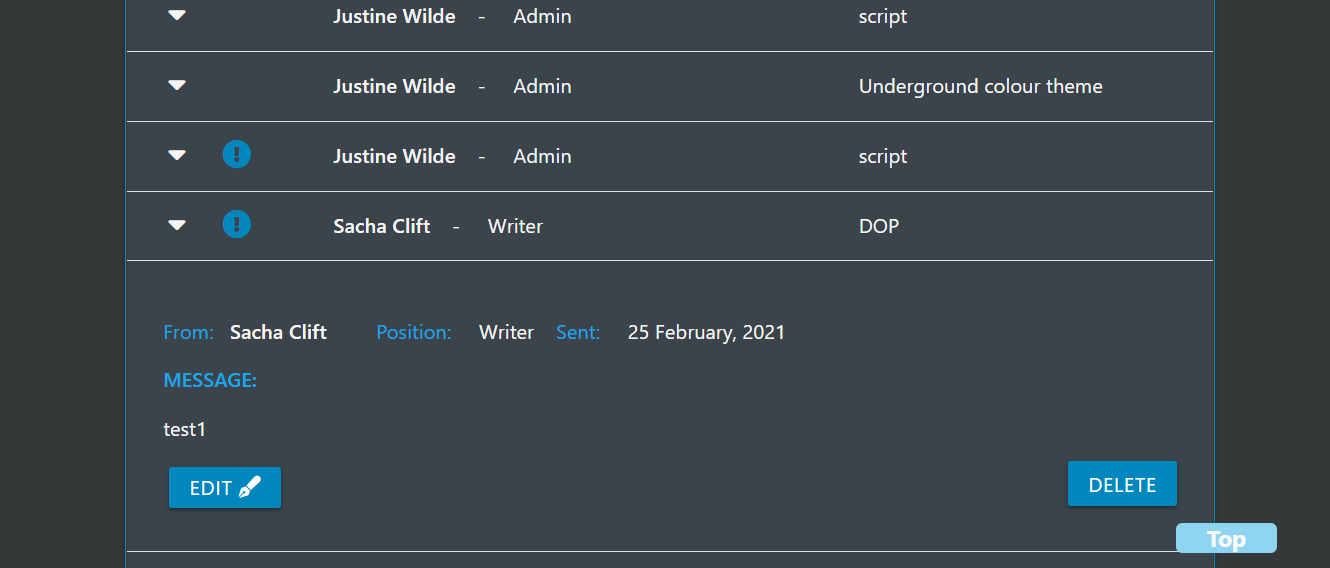 Justine Wilde - Admin script
Justine Wilde - Admin Underground colour theme
Justine Wilde - Admin script
Sacha Clift - Writer DOP
From: Sacha Clift Position: Writer Sent: 25 February, 2021
MESSAGE:
test1
EDIT DELETE
Top